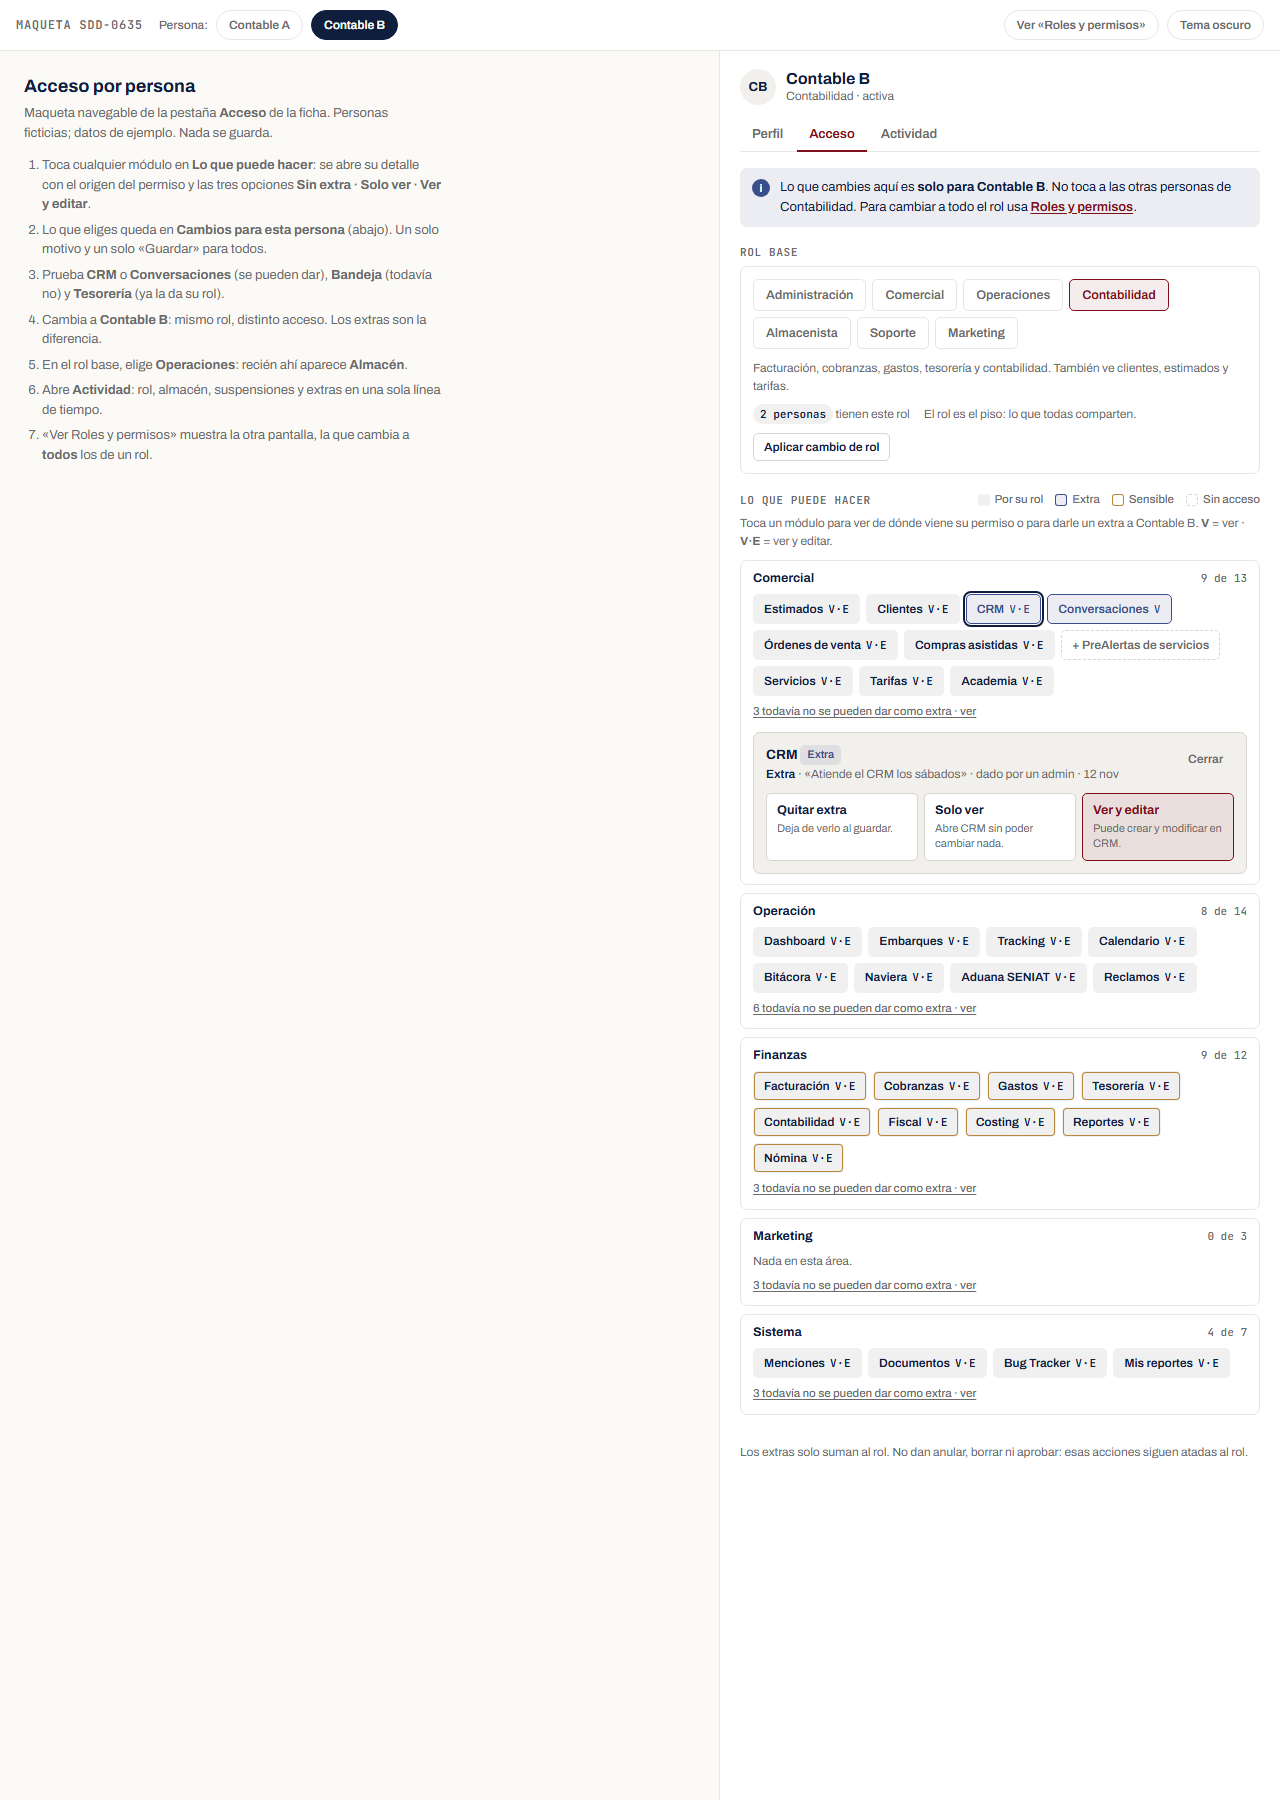 MAQUETA SDD-0635 Persona: Contable A Contable B Ver «Roles y permisos» Tema oscuro
Acceso por persona
Maqueta navegable de la pestaña Acceso de la ficha. Personas
ficticias; datos de ejemplo. Nada se guarda.
1. Toca cualquier módulo en Lo que puede hacer: se abre su detalle
con el origen del permiso y las tres opciones Sin extra · Solo ver · Ver
y editar.
2. Lo que eliges queda en Cambios para esta persona (abajo). Un solo
motivo y un solo «Guardar» para todos.
3. Prueba CRM o Conversaciones (se pueden dar), Bandeja (todavía
no) y Tesorería (ya la da su rol).
4. Cambia a Contable B: mismo rol, distinto acceso. Los extras son la
diferencia.
5. En el rol base, elige Operaciones: recién ahí aparece Almacén.
6. Abre Actividad: rol, almacén, suspensiones y extras en una sola línea
de tiempo.
7. «Ver Roles y permisos» muestra la otra pantalla, la que cambia a
todos los de un rol.
CB Contable B
Contabilidad · activa
Perfil Acceso Actividad
i Lo que cambies aquí es solo para Contable B. No toca a las otras personas de
Contabilidad. Para cambiar a todo el rol usa Roles y permisos.
ROL BASE
Administración Comercial Operaciones Contabilidad
Almacenista Soporte Marketing
Facturación, cobranzas, gastos, tesorería y contabilidad. También ve clientes, estimados y
tarifas.
2 personas tienen este rol El rol es el piso: lo que todas comparten.
Aplicar cambio de rol
LO QUE PUEDE HACER Por su rol Extra Sensible Sin acceso
Toca un módulo para ver de dónde viene su permiso o para darle un extra a Contable B. V = ver ·
V·E = ver y editar.
Comercial 9 de 13
Estimados V·E Clientes V·E CRM V·E Conversaciones V
Órdenes de venta V·E Compras asistidas V·E + PreAlertas de servicios
Servicios V·E Tarifas V·E Academia V·E
3 todavía no se pueden dar como extra · ver
CRM Extra Cerrar
Extra · «Atiende el CRM los sábados» · dado por un admin · 12 nov
Quitar extra Solo ver Ver y editar
Deja de verlo al guardar. Abre CRM sin poder Puede crear y modificar en
cambiar nada. CRM.
Operación 8 de 14
Dashboard V·E Embarques V·E Tracking V·E Calendario V·E
Bitácora V·E Naviera V·E Aduana SENIAT V·E Reclamos V·E
6 todavía no se pueden dar como extra · ver
Finanzas 9 de 12
Facturación V·E Cobranzas V·E Gastos V·E Tesorería V·E
Contabilidad V·E Fiscal V·E Costing V·E Reportes V·E
Nómina V·E
3 todavía no se pueden dar como extra · ver
Marketing 0 de 3
Nada en esta área.
3 todavía no se pueden dar como extra · ver
Sistema 4 de 7
Menciones V·E Documentos V·E Bug Tracker V·E Mis reportes V·E
3 todavía no se pueden dar como extra · ver
Los extras solo suman al rol. No dan anular, borrar ni aprobar: esas acciones siguen atadas al rol.